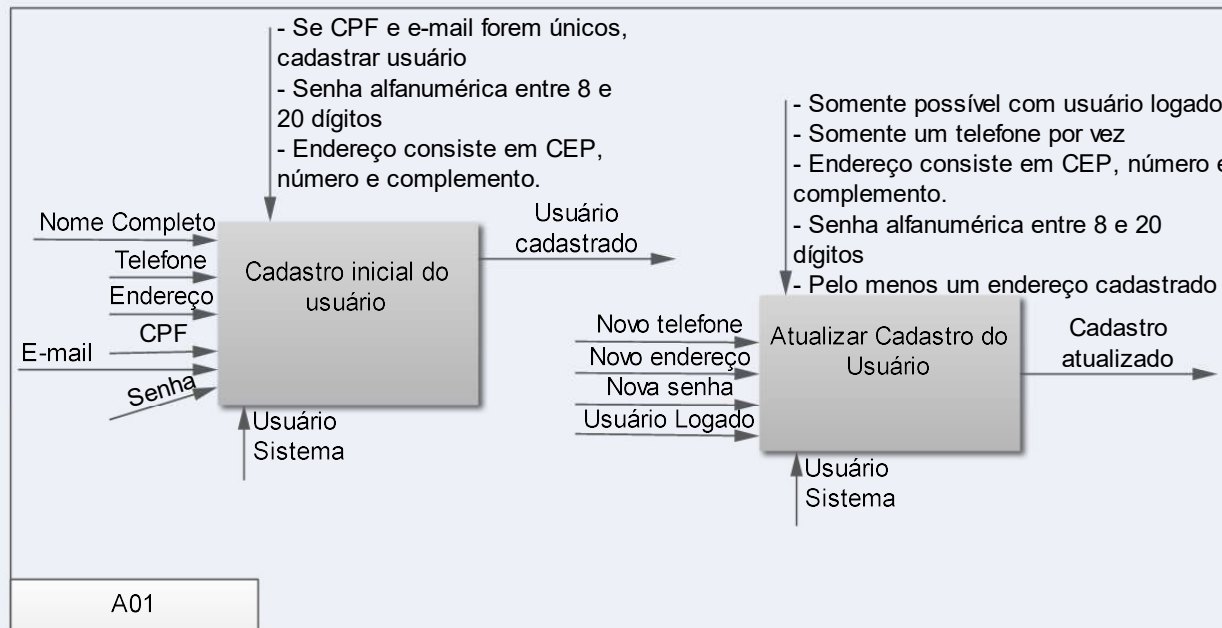 - Se CPF e e-mail forem únicos,
cadastrar usuário
- Senha alfanumérica entre 8 e
20 dígitos
- Endereço consiste em CEP,
número e complemento.
Nome Completo
Telefone
Endereço
CPF
E-mail
Senha
Cadastro inicial do
usuário
Usuário
cadastrado
Usuário
Sistema
- Somente possível com usuário logado
- Somente um telefone por vez
- Endereço consiste em CEP, número e
complemento.
- Senha alfanumérica entre 8 e 20
dígitos
- Pelo menos um endereço cadastrado
Novo telefone
Novo endereço
Nova senha
Usuário Logado
Atualizar Cadastro do
Usuário
Cadastro
atualizado
Usuário
Sistema
A01